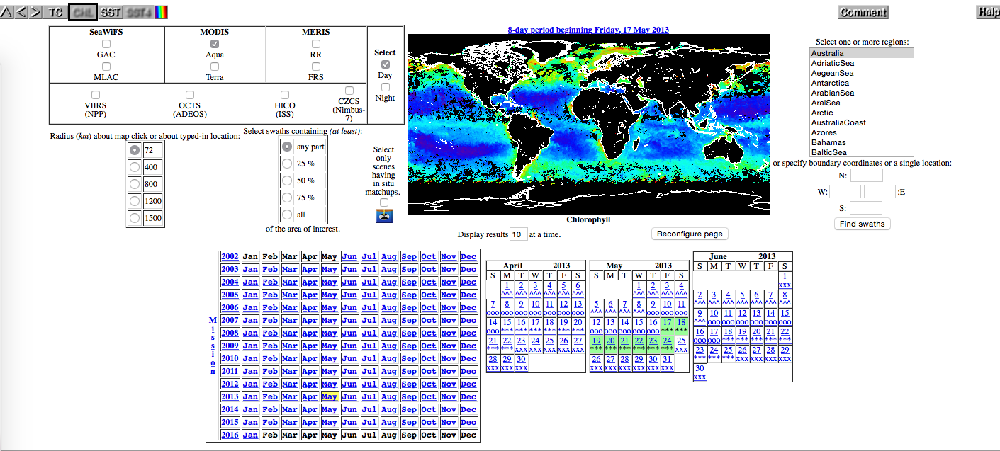 TC CHL SST SST4
Comment
Help
SeaWiFS MODIS MERIS
GAC Aqua RR
MLAC Terra FRS
Select
Day
Night
VIIRS (NPP)
OCTS (ADEOS)
HICO (ISS)
CZCS (Nimbus-7)
Radius (km) about map click or about typed-in location:
72
400
800
1200
1500
Select swaths containing (at least):
any part
25 %
50 %
75 %
all
of the area of interest.
Select
only
scenes
having
in situ
matchups.
8-day period beginning Friday, 17 May 2013
Chlorophyll
Display results 10 at a time.
Reconfigure page
Select one or more regions:
Australia
AdriaticSea
AegeanSea
Antarctica
ArabianSea
AralSea
Arctic
AustraliaCoast
Azores
Bahamas
BalticSea
or specify boundary coordinates or a single location:
N:
W: :E
S:
Find swaths
Mission
2002 Jan Feb Mar Apr May Jun Jul Aug Sep Oct Nov Dec
2003 Jan Feb Mar Apr May Jun Jul Aug Sep Oct Nov Dec
2004 Jan Feb Mar Apr May Jun Jul Aug Sep Oct Nov Dec
2005 Jan Feb Mar Apr May Jun Jul Aug Sep Oct Nov Dec
2006 Jan Feb Mar Apr May Jun Jul Aug Sep Oct Nov Dec
2007 Jan Feb Mar Apr May Jun Jul Aug Sep Oct Nov Dec
2008 Jan Feb Mar Apr May Jun Jul Aug Sep Oct Nov Dec
2009 Jan Feb Mar Apr May Jun Jul Aug Sep Oct Nov Dec
2010 Jan Feb Mar Apr May Jun Jul Aug Sep Oct Nov Dec
2011 Jan Feb Mar Apr May Jun Jul Aug Sep Oct Nov Dec
2012 Jan Feb Mar Apr May Jun Jul Aug Sep Oct Nov Dec
2013 Jan Feb Mar Apr May Jun Jul Aug Sep Oct Nov Dec
2014 Jan Feb Mar Apr May Jun Jul Aug Sep Oct Nov Dec
2015 Jan Feb Mar Apr May Jun Jul Aug Sep Oct Nov Dec
2016 Jan Feb Mar Apr May Jun Jul Aug Sep Oct Nov Dec
April 2013
S M T W T F S
1 2 3 4 5 6
^^^ ^^^ ^^^ ^^^ ^^^ ^^^
7 8 9 10 11 12 13
ooo ooo ooo ooo ooo ooo ooo
14 15 16 17 18 19 20
ooo *** *** *** *** *** ***
21 22 23 24 25 26 27
*** *** xxx xxx xxx xxx xxx
28 29 30
xxx xxx xxx
May 2013
S M T W T F S
1 2 3 4
^^^ ^^^ ^^^ ^^^
5 6 7 8 9 10 11
^^^ ^^^ ^^^ ^^^ ooo ooo ooo
12 13 14 15 16 17 18
ooo ooo ooo ooo ooo *** ***
19 20 21 22 23 24 25
*** *** *** *** *** *** xxx
26 27 28 29 30 31
xxx xxx xxx xxx xxx xxx
June 2013
S M T W T F S
1
xxx
2 3 4 5 6 7 8
^^^ ^^^ ^^^ ^^^ ^^^ ^^^ ^^^
9 10 11 12 13 14 15
^^^ ooo ooo ooo ooo ooo ooo
16 17 18 19 20 21 22
ooo ooo *** *** *** *** ***
23 24 25 26 27 28 29
*** *** *** xxx xxx xxx xxx
30
xxx